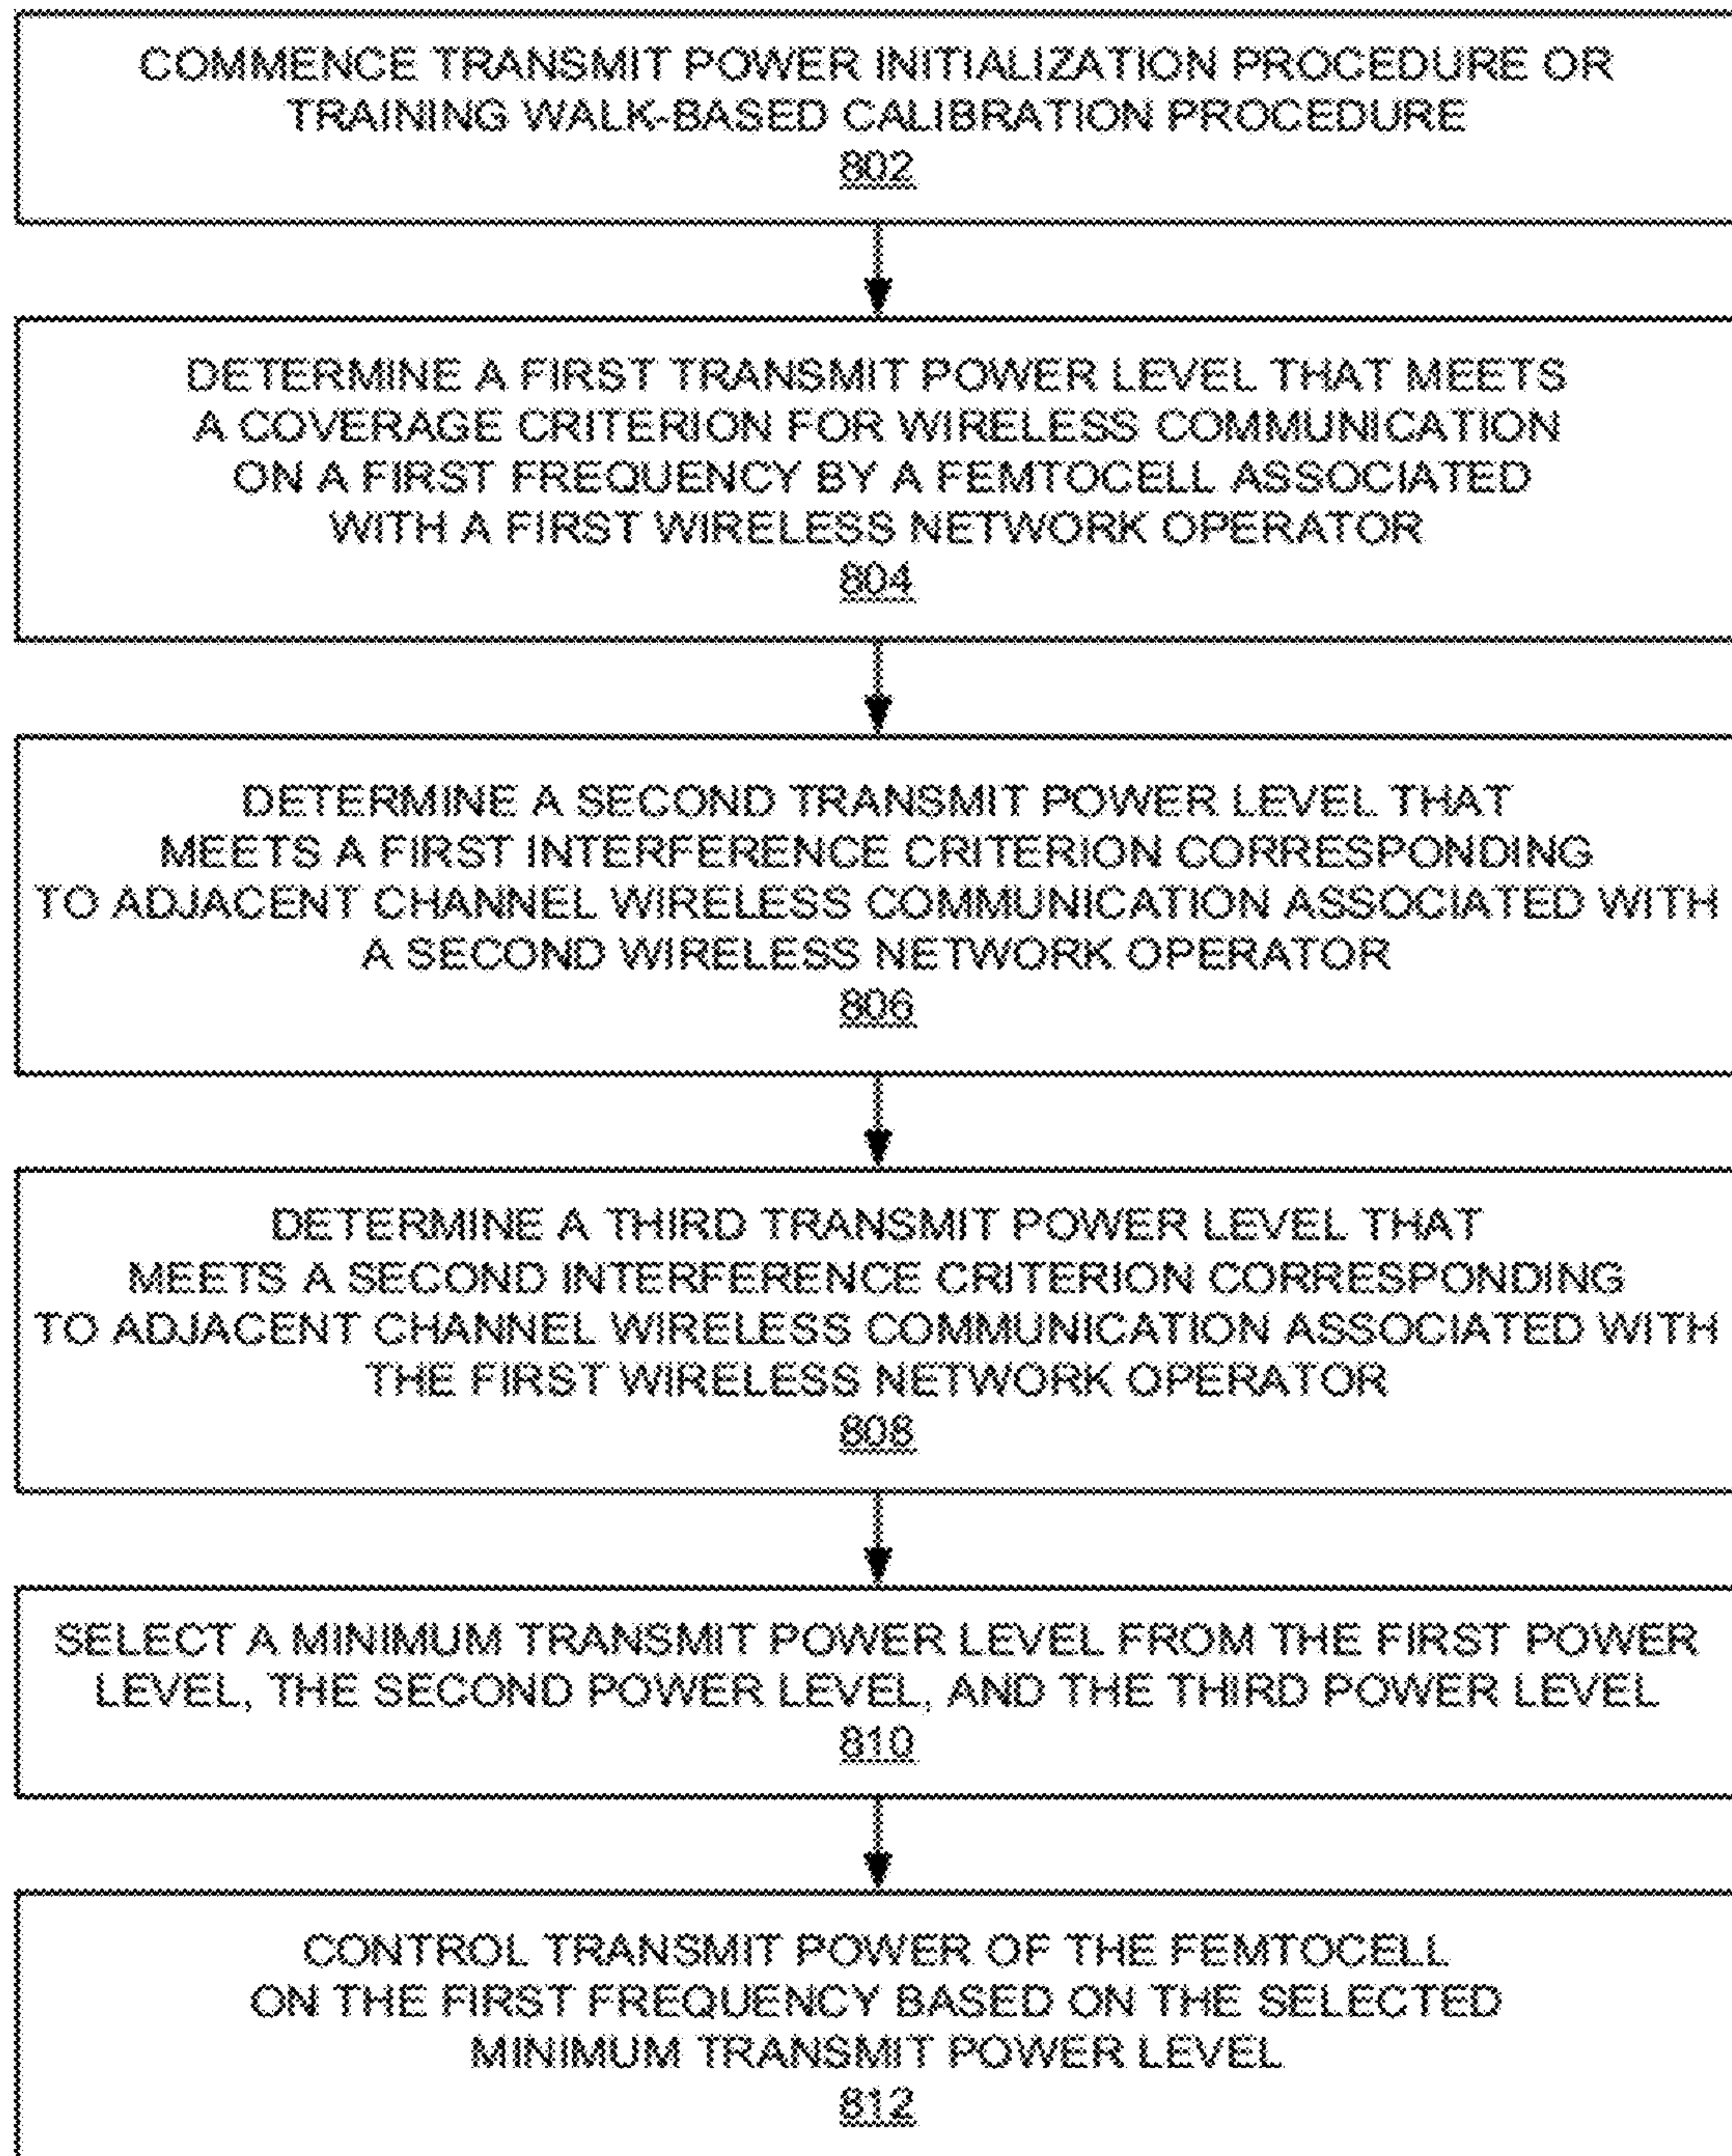 COMMENCE TRANSMIT POWER INITIALIZATION PROCEDURE OR
TRAINING WALK-BASED CALIBRATION PROCEDURE
802
DETERMINE A FIRST TRANSMIT POWER LEVEL THAT MEETS
A COVERAGE CRITERION FOR WIRELESS COMMUNICATION
ON A FIRST FREQUENCY BY A FEMTOCELL ASSOCIATED
WITH A FIRST WIRELESS NETWORK OPERATOR
804
DETERMINE A SECOND TRANSMIT POWER LEVEL THAT
MEETS A FIRST INTERFERENCE CRITERION CORRESPONDING
TO ADJACENT CHANNEL WIRELESS COMMUNICATION ASSOCIATED WITH
A SECOND WIRELESS NETWORK OPERATOR
806
DETERMINE A THIRD TRANSMIT POWER LEVEL THAT
MEETS A SECOND INTERFERENCE CRITERION CORRESPONDING
TO ADJACENT CHANNEL WIRELESS COMMUNICATION ASSOCIATED WITH
THE FIRST WIRELESS NETWORK OPERATOR
808
SELECT A MINIMUM TRANSMIT POWER LEVEL FROM THE FIRST POWER
LEVEL, THE SECOND POWER LEVEL, AND THE THIRD POWER LEVEL
810
CONTROL TRANSMIT POWER OF THE FEMTOCELL
ON THE FIRST FREQUENCY BASED ON THE SELECTED
MINIMUM TRANSMIT POWER LEVEL
812